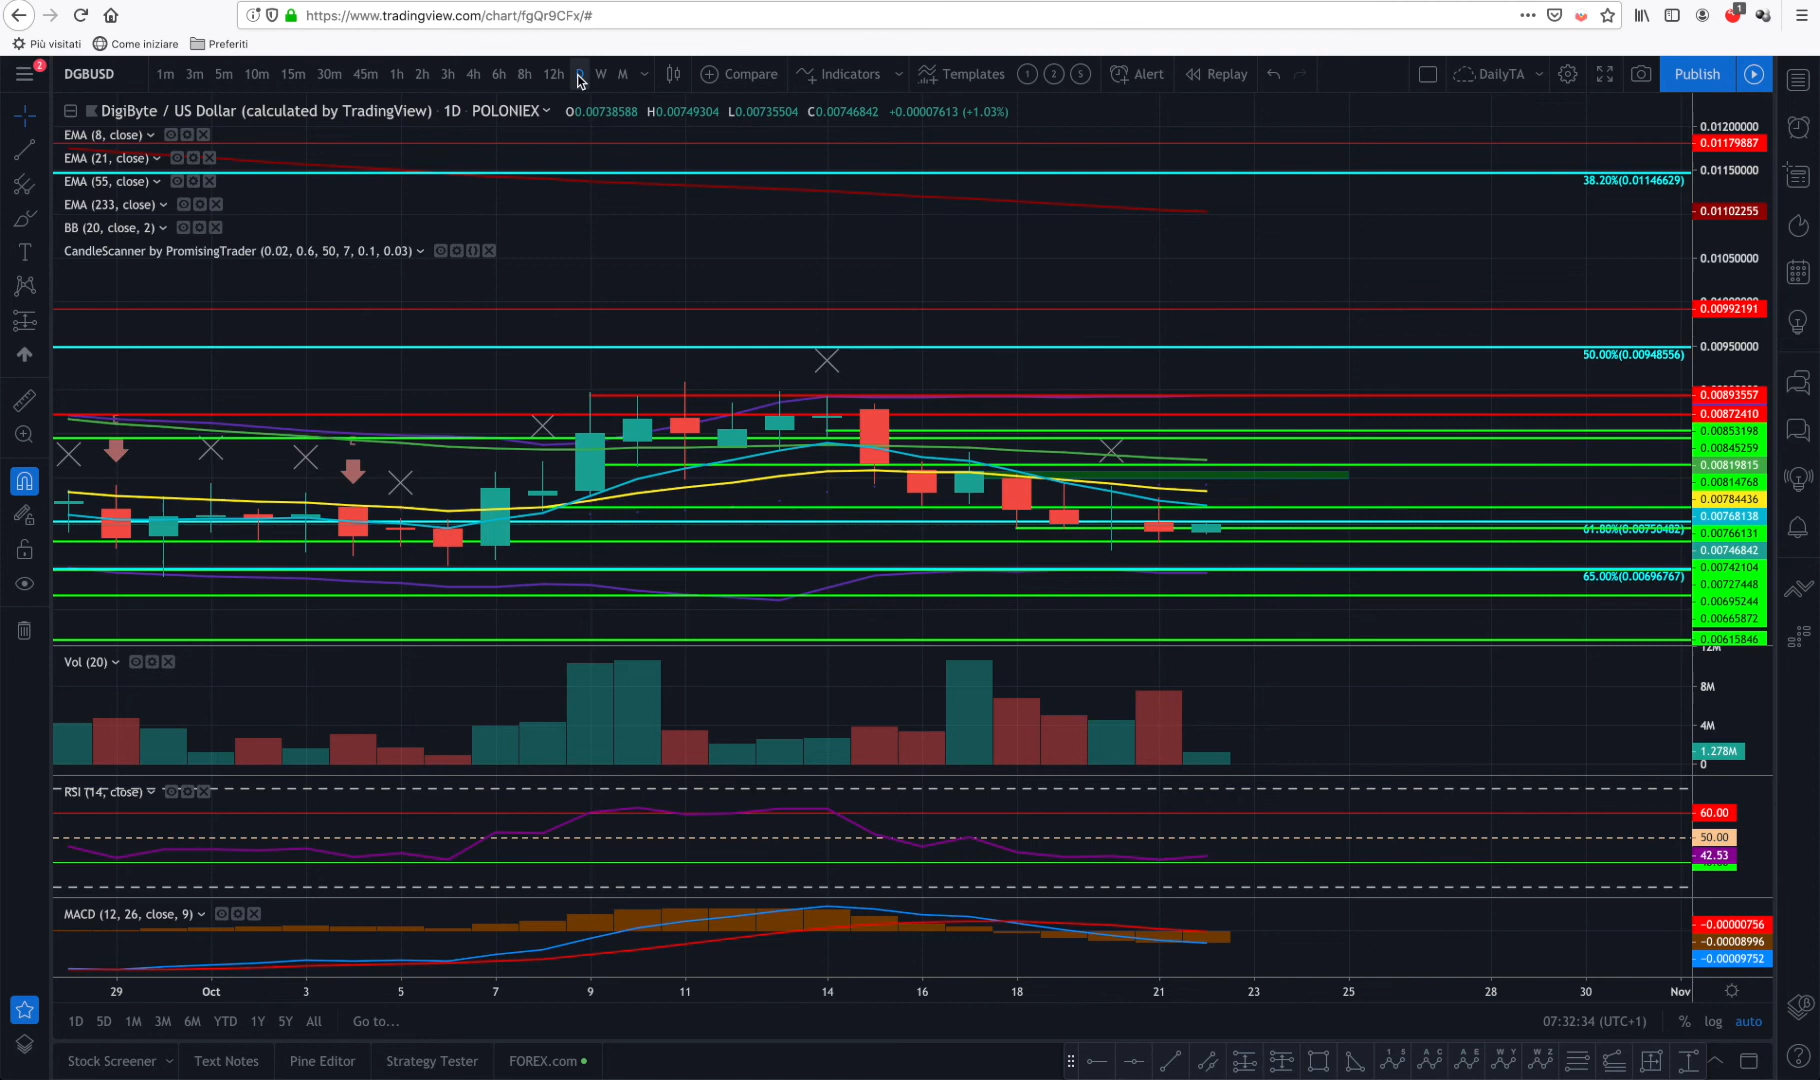 https://www.tradingview.com/chart/fgQr9CFx/#
1
Più visitati Come iniziare Preferiti
2
DGBUSD 1m 3m 5m 10m 15m 30m 45m 1h 2h 3h 4h 6h 8h 12h D W M Compare Indicators Templates 1 2 5 Alert Replay DailyTA Publish
DigiByte / US Dollar (calculated by TradingView) 1D POLONIEX O0.00738588 H0.00749304 L0.00735504 C0.00746842 +0.00007613 (+1.03%)
EMA (8, close)
EMA (21, close)
EMA (55, close)
EMA (233, close)
BB (20, close, 2)
CandleScanner by PromisingTrader (0.02, 0.6, 50, 7, 0.1, 0.03)
0.01200000
0.01179887
0.01150000
38.20%(0.01146629)
0.01102255
0.01050000
0.00992191
0.00950000
50.00%(0.00948556)
0.00893557
0.00872410
0.00853198
0.00845259
0.00819815
0.00814768
0.00784436
0.00768138
61.80%(0.00750482)
0.00766131
0.00746842
0.00742104
65.00%(0.00696767)
0.00727448
0.00695244
0.00665872
0.00615846
E
E
Vol (20)
12M
8M
4M
1.278M
0
RSI (14, close)
60.00
50.00
42.53
MACD (12, 26, close, 9)
-0.00000756
-0.00008996
-0.00009752
29 Oct 3 5 7 9 11 14 16 18 21 23 25 28 30 Nov
1D 5D 1M 3M 6M YTD 1Y 5Y All Go to... 07:32:34 (UTC+1) % log auto
Stock Screener Text Notes Pine Editor Strategy Tester FOREX.com